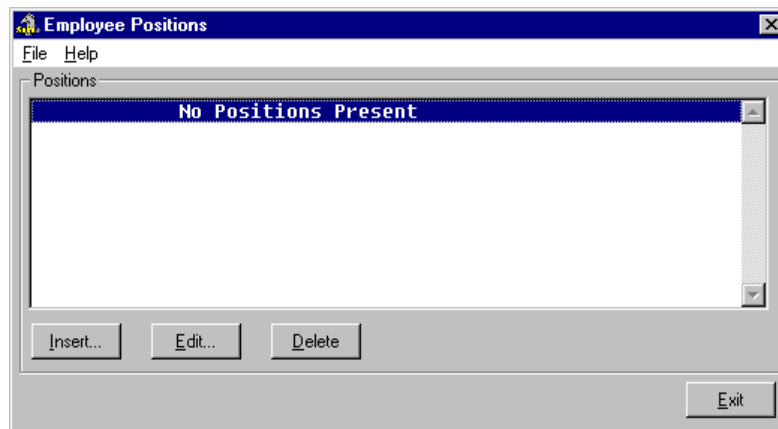 Employee Positions
File Help
Positions
No Positions Present
Insert... Edit... Delete
Exit